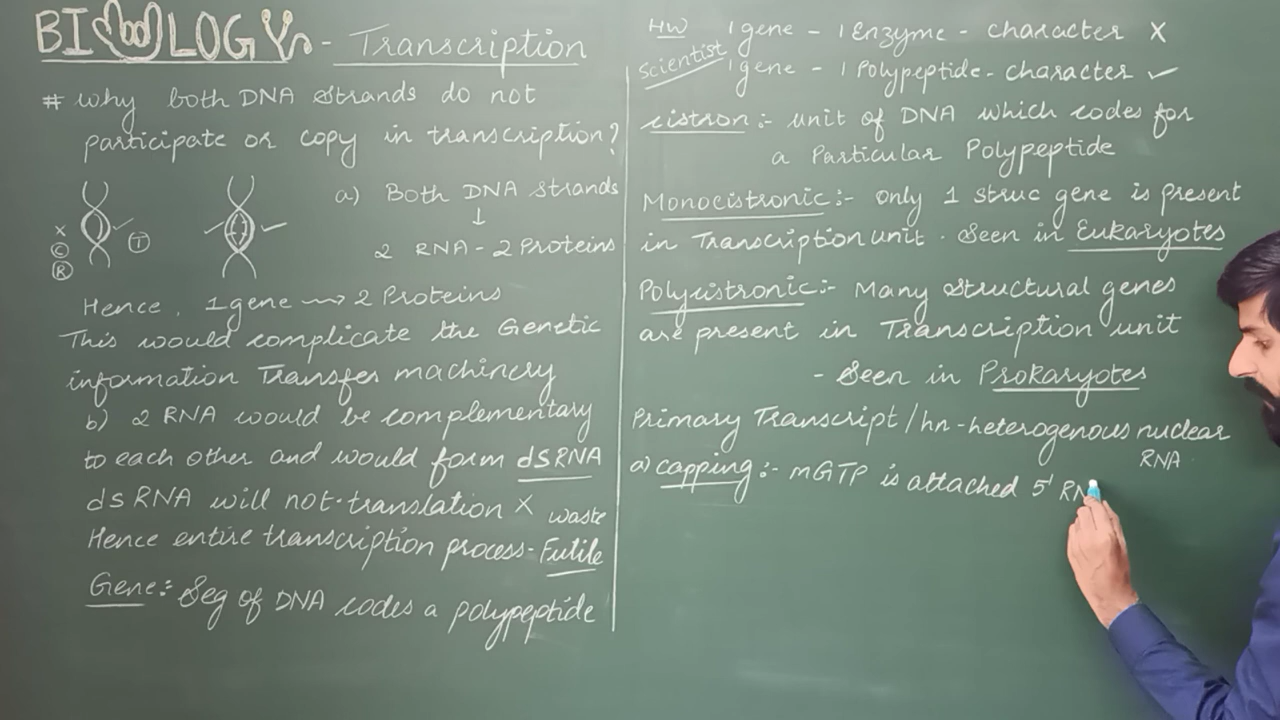 BIOLOGY - Transcription
# why both DNA strands do not
participate or copy in transcription?
a) Both DNA strands
↓
2 RNA - 2 Proteins
X
C
R
T
Hence, 1 gene → 2 Proteins
This would complicate the Genetic
information Transfer machinery
b) 2 RNA would be complementary
to each other and would form dsRNA
dsRNA will not translation X waste
Hence entire transcription process - Futile
Gene:- Seg of DNA codes a polypeptide
HW 1 gene - 1 Enzyme - character X
Scientist 1 gene - 1 Polypeptide - character ✓
cistron :- unit of DNA which codes for
a Particular Polypeptide
Monocistronic :- only 1 struc gene is present
in Transcription unit. Seen in Eukaryotes
Polycistronic :- Many structural genes
are present in Transcription unit
- Seen in Prokaryotes
Primary Transcript / hn - heterogenous nuclear
RNA
a) capping :- mGTP is attached 5' RN